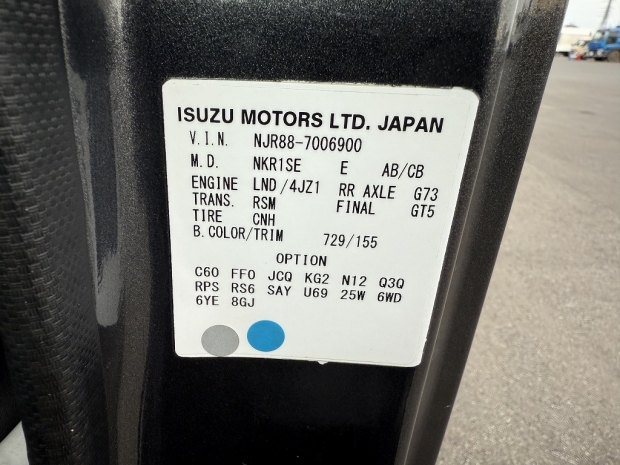 ISUZU MOTORS LTD. JAPAN
V.I.N. NJR88-7006900
M.D. NKR1SE E AB/CB
ENGINE LND/4JZ1 RR AXLE G73
TRANS. RSM FINAL GT5
TIRE CNH
B.COLOR/TRIM 729/155
OPTION
C60 FF0 JCQ KG2 N12 Q3Q
RPS RS6 SAY U69 25W 6WD
6YE 8GJ